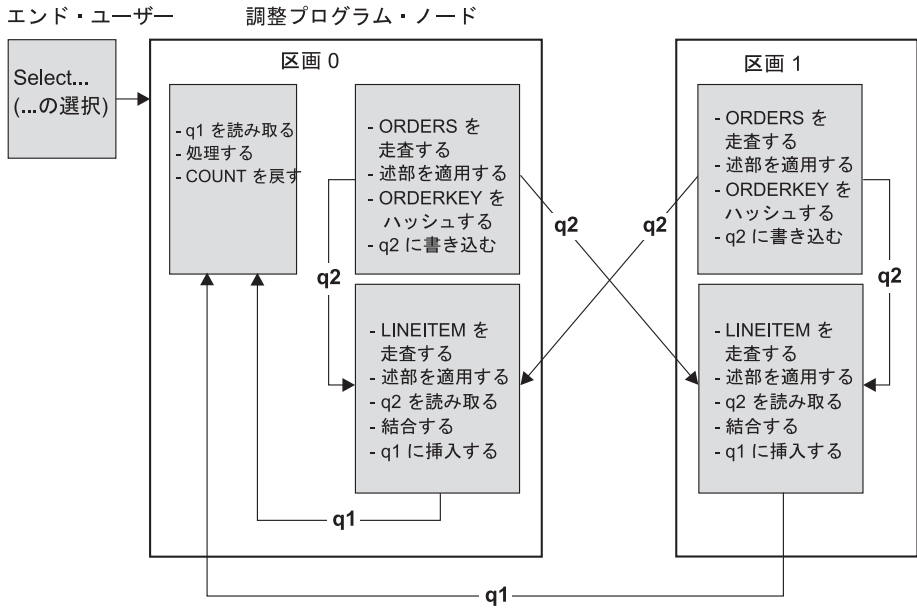 エンド・ユーザー
調整プログラム・ノード
Select...
(...の選択)
区画 0
- q1 を読み取る
- 処理する
- COUNT を戻す
- ORDERS を
走査する
- 述部を適用する
- ORDERKEY を
ハッシュする
- q2 に書き込む
q2
- LINEITEM を
走査する
- 述部を適用する
- q2 を読み取る
- 結合する
- q1 に挿入する
q1
q2
q2
区画 1
- ORDERS を
走査する
- 述部を適用する
- ORDERKEY を
ハッシュする
- q2 に書き込む
q2
- LINEITEM を
走査する
- 述部を適用する
- q2 を読み取る
- 結合する
- q1 に挿入する
q1